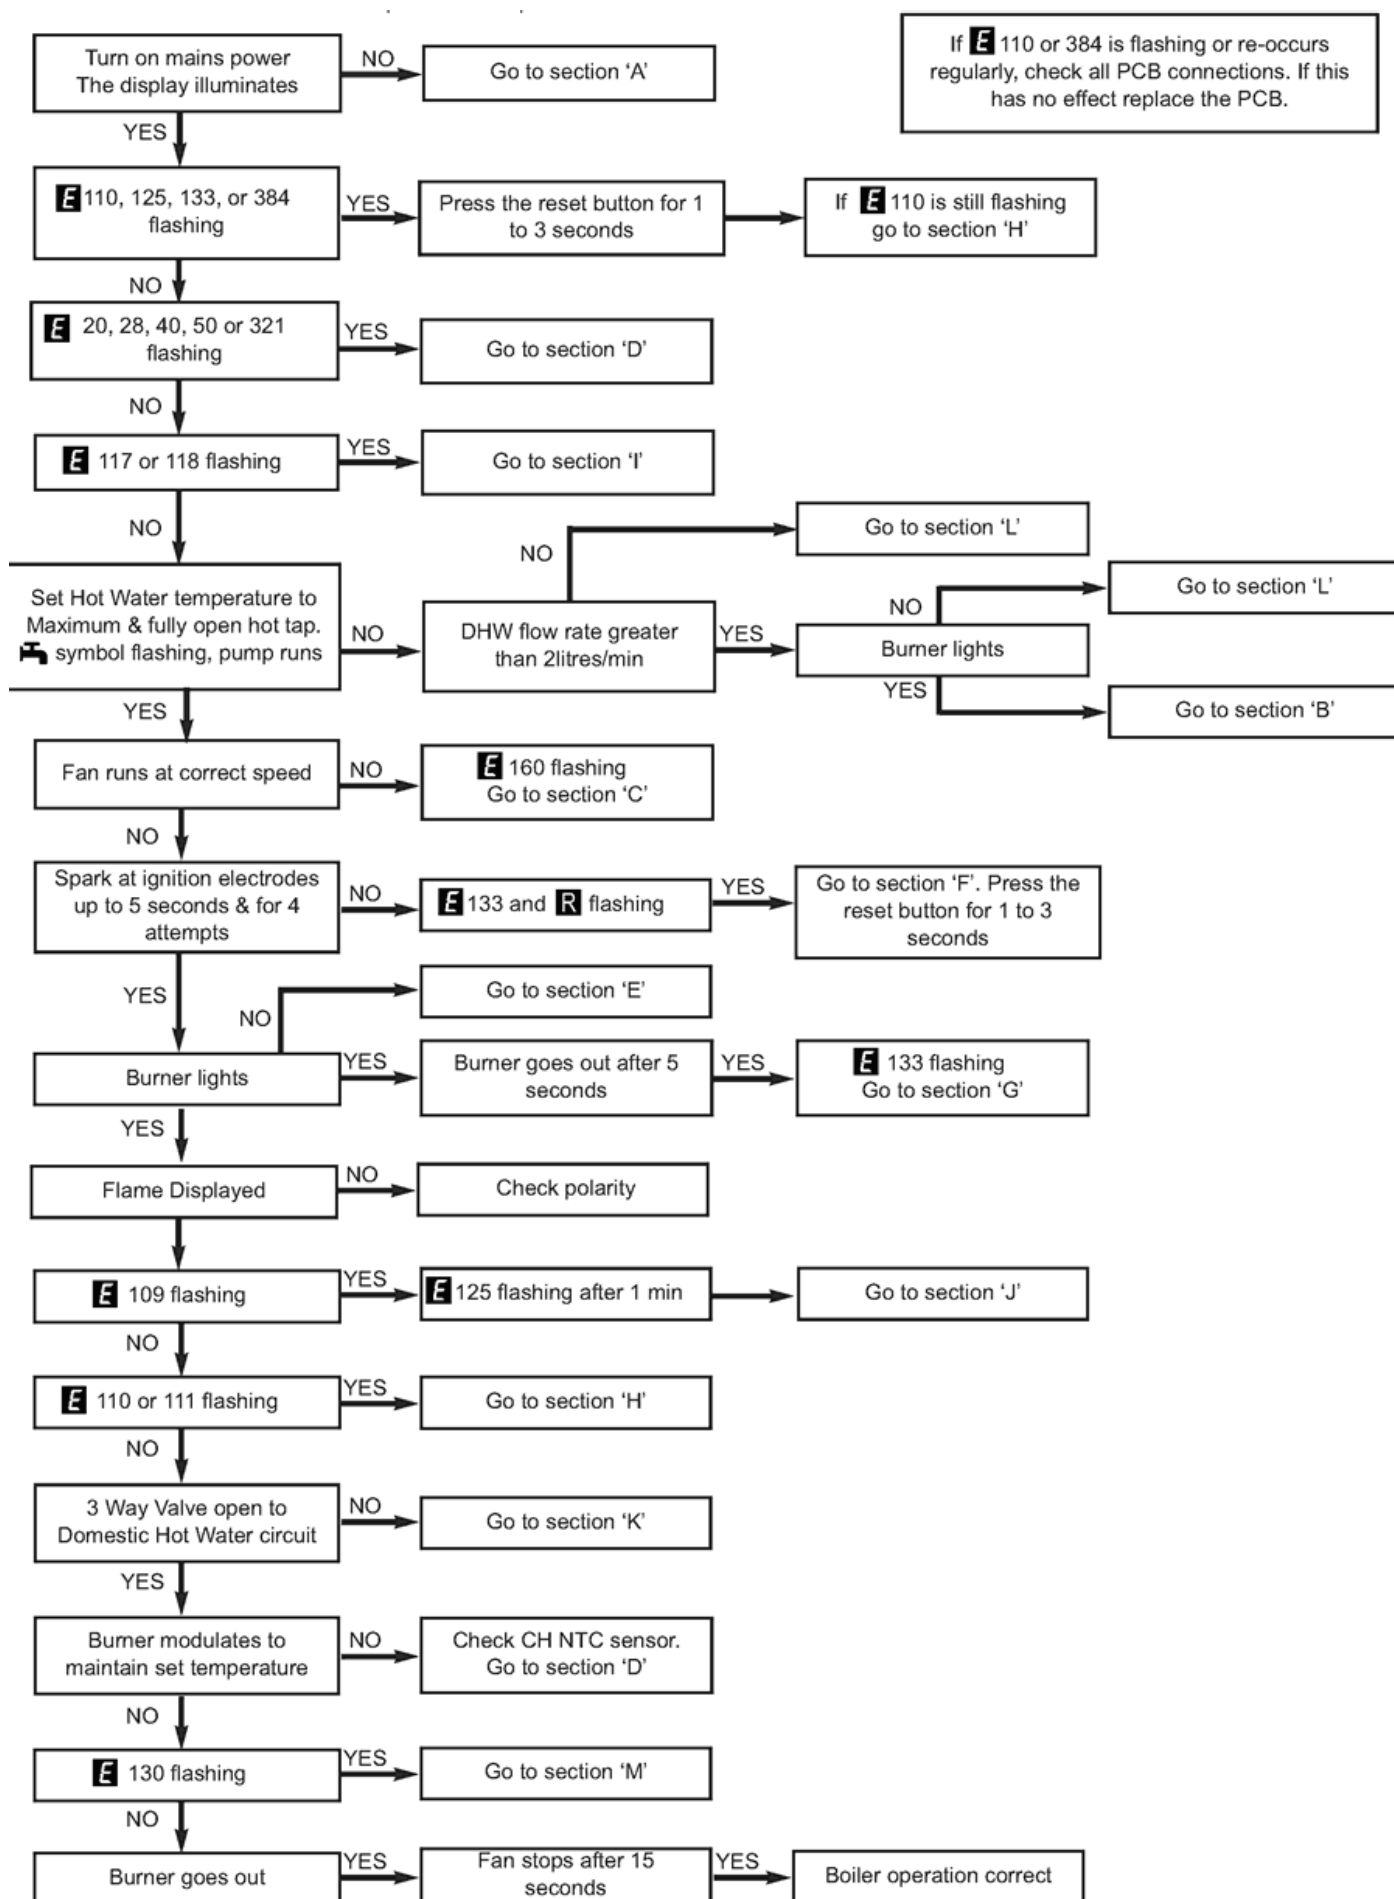 Turn on mains power
The display illuminates
NO
Go to section ‘A’
If E 110 or 384 is flashing or re-occurs
regularly, check all PCB connections. If this
has no effect replace the PCB.
YES
E 110, 125, 133, or 384
flashing
YES
Press the reset button for 1
to 3 seconds
If E 110 is still flashing
go to section ‘H’
NO
E 20, 28, 40, 50 or 321
flashing
YES
Go to section ‘D’
NO
E 117 or 118 flashing
YES
Go to section ‘I’
NO
Set Hot Water temperature to
Maximum & fully open hot tap.
symbol flashing, pump runs
NO
DHW flow rate greater
than 2litres/min
NO
Go to section ‘L’
YES
Burner lights
NO
Go to section ‘L’
YES
Go to section ‘B’
YES
Fan runs at correct speed
NO
E 160 flashing
Go to section ‘C’
NO
Spark at ignition electrodes
up to 5 seconds & for 4
attempts
NO
E 133 and R flashing
YES
Go to section ‘F’. Press the
reset button for 1 to 3
seconds
YES
NO
Go to section ‘E’
Burner lights
YES
Burner goes out after 5
seconds
YES
E 133 flashing
Go to section ‘G’
YES
Flame Displayed
NO
Check polarity
E 109 flashing
YES
E 125 flashing after 1 min
Go to section ‘J’
NO
E 110 or 111 flashing
YES
Go to section ‘H’
NO
3 Way Valve open to
Domestic Hot Water circuit
NO
Go to section ‘K’
YES
Burner modulates to
maintain set temperature
NO
Check CH NTC sensor.
Go to section ‘D’
NO
E 130 flashing
YES
Go to section ‘M’
NO
Burner goes out
YES
Fan stops after 15
seconds
YES
Boiler operation correct